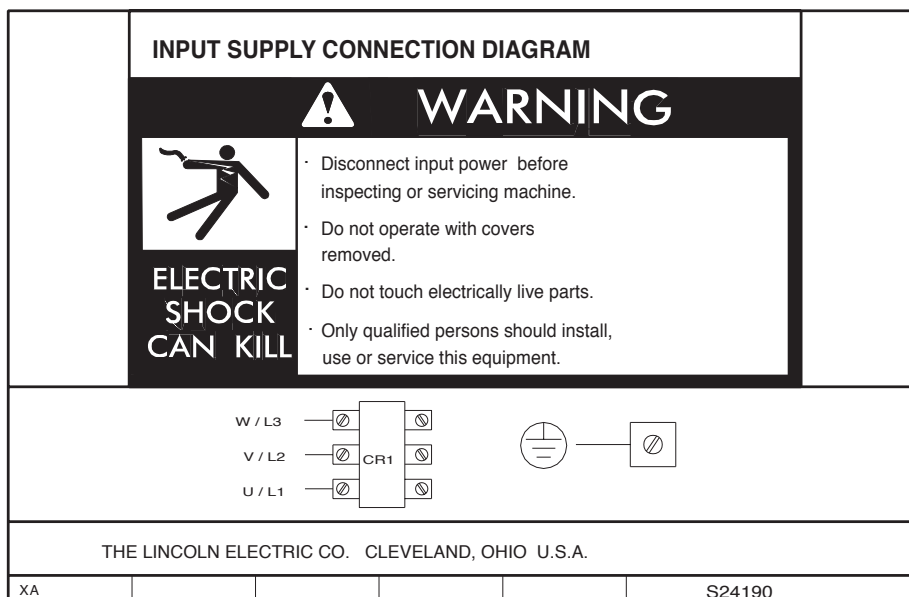 INPUT SUPPLY CONNECTION DIAGRAM
WARNING
ELECTRIC
SHOCK
CAN KILL
· Disconnect input power before
inspecting or servicing machine.
· Do not operate with covers
removed.
· Do not touch electrically live parts.
· Only qualified persons should install,
use or service this equipment.
W / L3
V / L2
U / L1
CR1
THE LINCOLN ELECTRIC CO. CLEVELAND, OHIO U.S.A.
XA
S24190